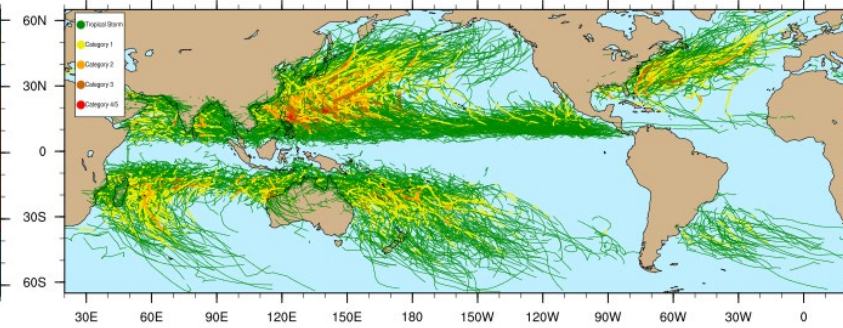 60N
30N
0
30S
60S
Tropical Storm
Category 1
Category 2
Category 3
Category 4/5
30E 60E 90E 120E 150E 180 150W 120W 90W 60W 30W 0